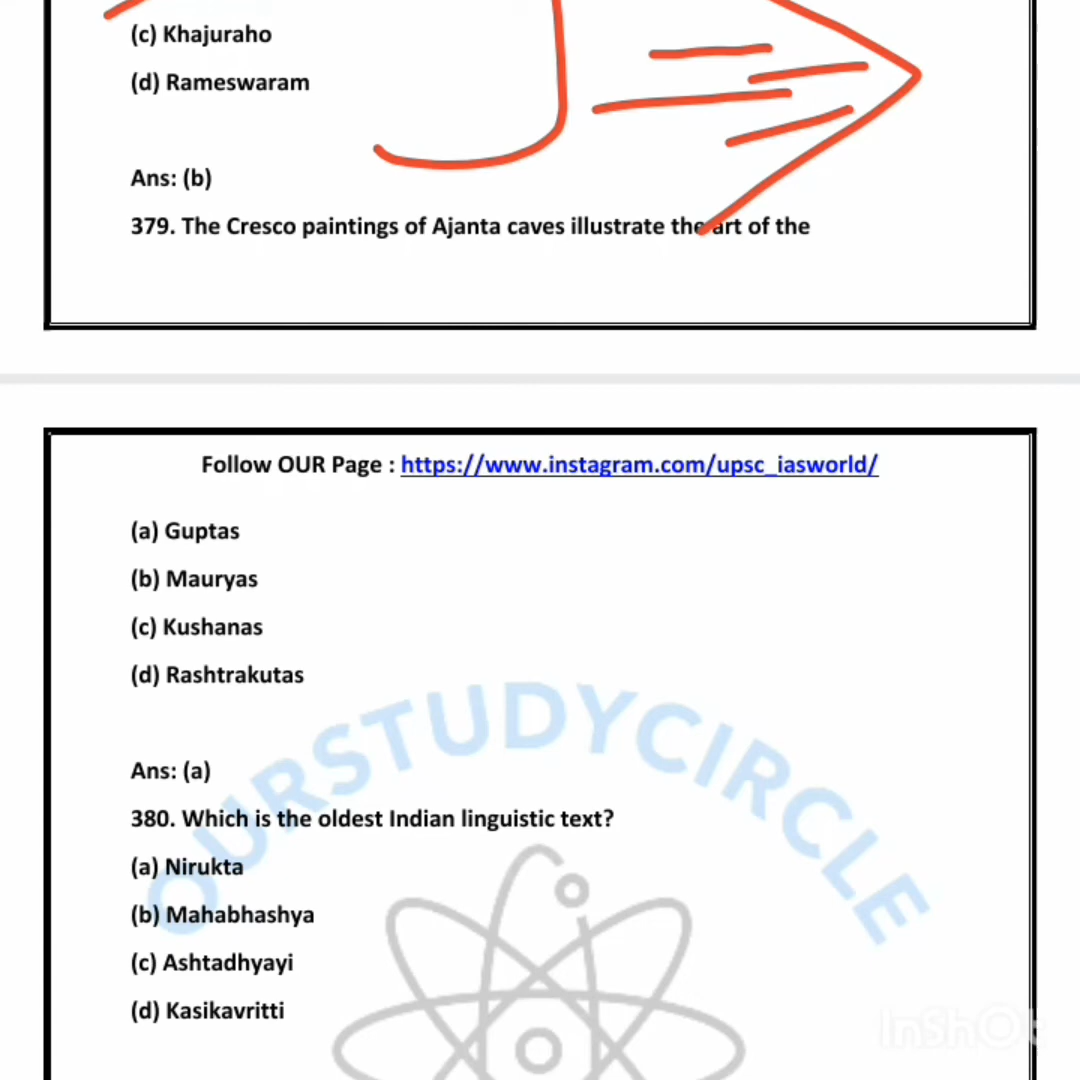 (c) Khajuraho
(d) Rameswaram
Ans: (b)
379. The Cresco paintings of Ajanta caves illustrate the art of the
Follow OUR Page : https://www.instagram.com/upsc_iasworld/
(a) Guptas
(b) Mauryas
(c) Kushanas
(d) Rashtrakutas
OURSTUDYCIRCLE
Ans: (a)
380. Which is the oldest Indian linguistic text?
(a) Nirukta
(b) Mahabhashya
(c) Ashtadhyayi
(d) Kasikavritti
InShOt